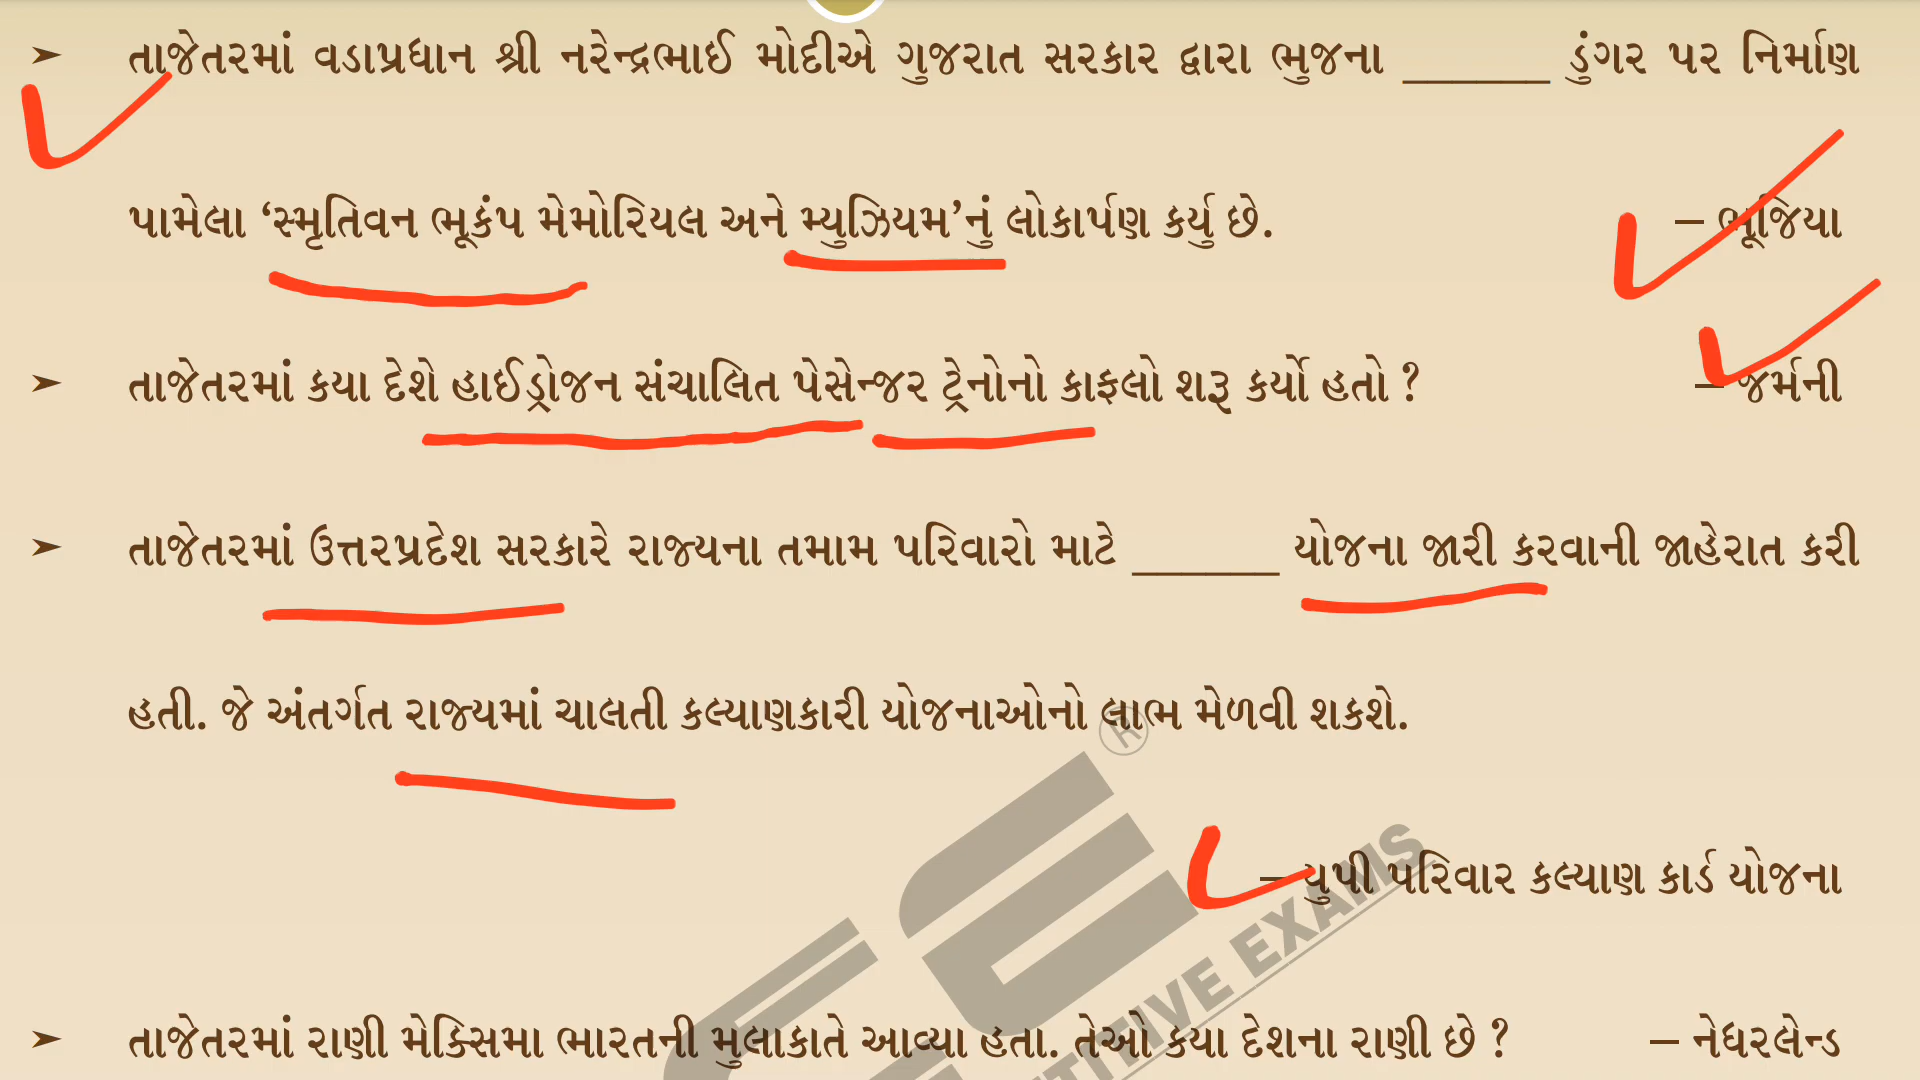 ➤ તાજેતરમાં વડાપ્રધાન શ્રી નરેન્દ્રભાઈ મોદીએ ગુજરાત સરકાર દ્વારા ભુજના ______ ડુંગર પર નિર્માણ
પામેલા ‘સ્મૃતિવન ભૂકંપ મેમોરિયલ અને મ્યુઝિયમ’નું લોકાર્પણ કર્યુ છે. – ભૂજિયા
➤ તાજેતરમાં કયા દેશે હાઈડ્રોજન સંચાલિત પેસેન્જર ટ્રેનોનો કાફલો શરૂ કર્યો હતો ? – જર્મની
➤ તાજેતરમાં ઉત્તરપ્રદેશ સરકારે રાજ્યના તમામ પરિવારો માટે ______ યોજના જારી કરવાની જાહેરાત કરી
હતી. જે અંતર્ગત રાજ્યમાં ચાલતી કલ્યાણકારી યોજનાઓનો લાભ મેળવી શકશે.
®
– યુપી પરિવાર કલ્યાણ કાર્ડ યોજના
TITIVE EXAMS
➤ તાજેતરમાં રાણી મેક્સિમા ભારતની મુલાકાતે આવ્યા હતા. તેઓ કયા દેશના રાણી છે ? – નેધરલેન્ડ